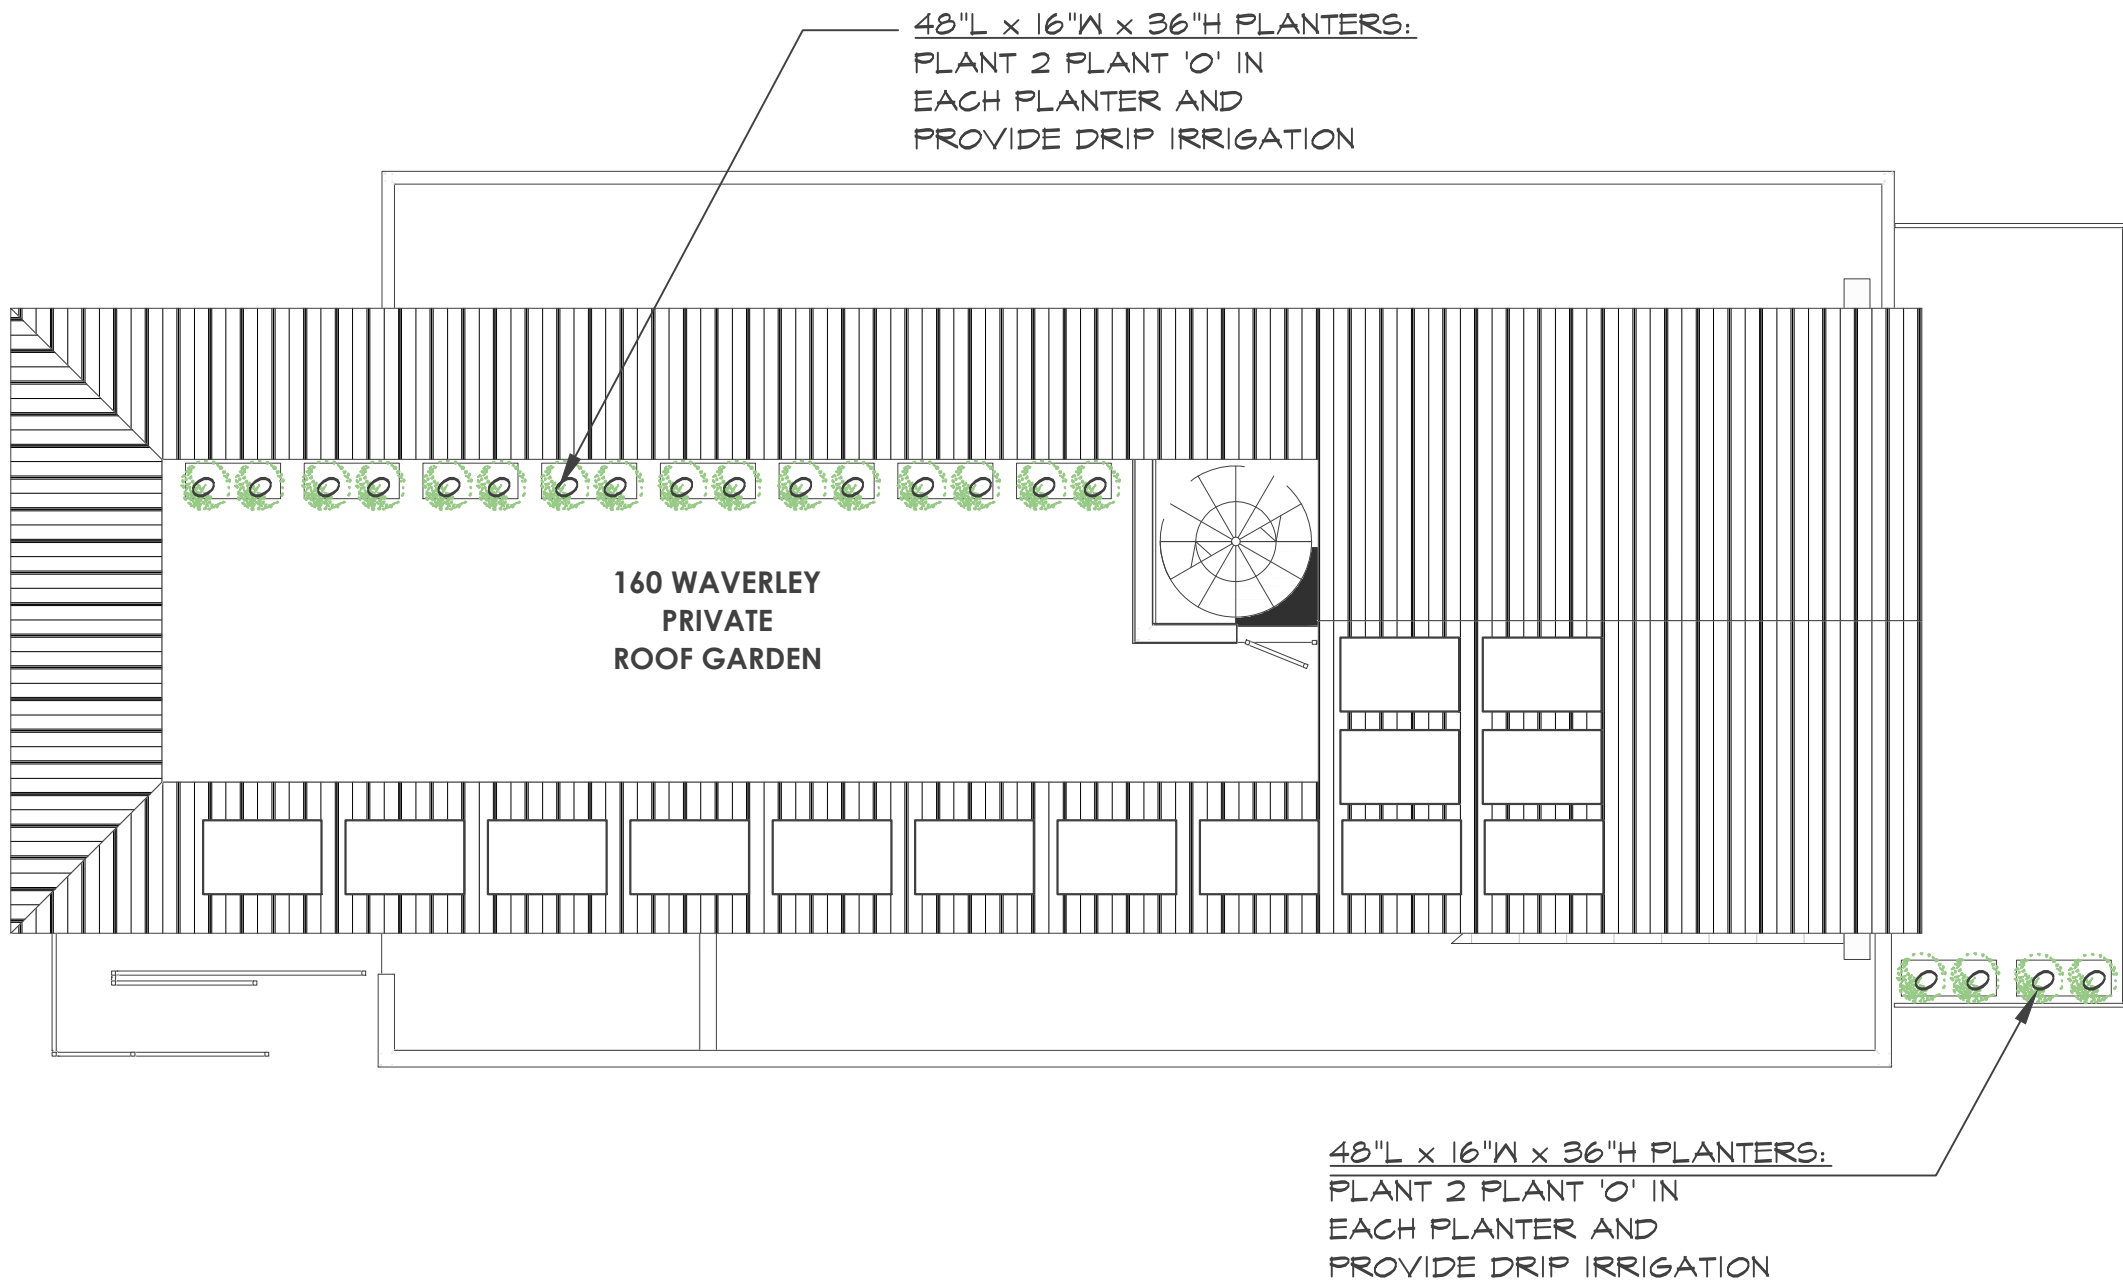 48"L x 16"W x 36"H PLANTERS:
PLANT 2 PLANT 'O' IN
EACH PLANTER AND
PROVIDE DRIP IRRIGATION
O O O O O O O O O O O O O O O O
160 WAVERLEY
PRIVATE
ROOF GARDEN
O O O O
48"L x 16"W x 36"H PLANTERS:
PLANT 2 PLANT 'O' IN
EACH PLANTER AND
PROVIDE DRIP IRRIGATION